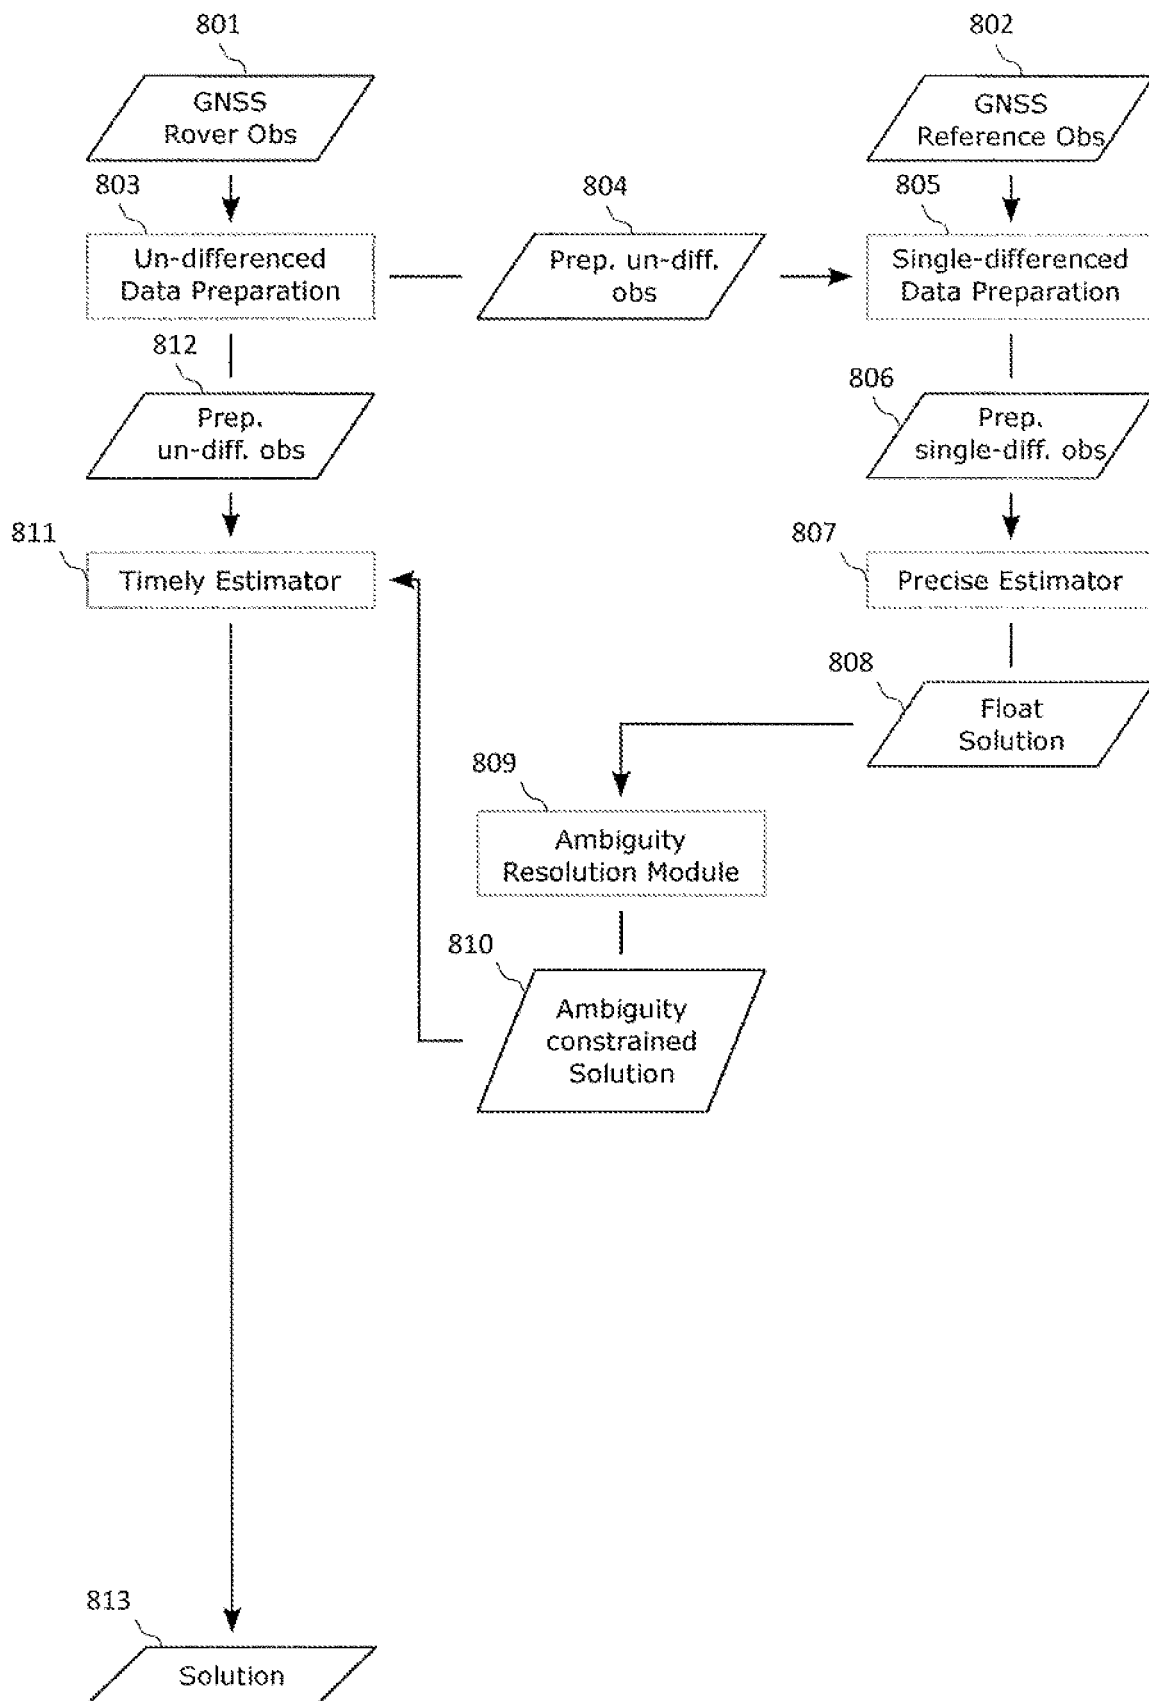 801
802
GNSS
Rover Obs
GNSS
Reference Obs
803
804
805
Un-differenced
Data Preparation
Prep. un-diff.
obs
Single-differenced
Data Preparation
812
806
Prep.
un-diff. obs
Prep.
single-diff. obs
811
807
Timely Estimator
Precise Estimator
808
Float
Solution
809
Ambiguity
Resolution Module
810
Ambiguity
constrained
Solution
813
Solution